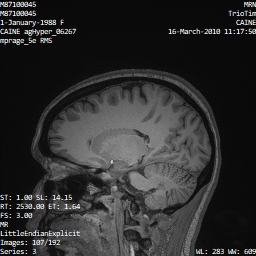 M87100045
MRN
M87100045
TrioTim
1-January-1988 F
CAINE
CAINE agHyper_06267
16-March-2010 11:17:50
mprage_5e RMS
ST: 1.00 SL: 14.15
RT: 2530.00 ET: 1.64
FS: 3.00
MR
LittleEndianExplicit
Images: 107/192
Series: 3
WL: 283 WW: 609